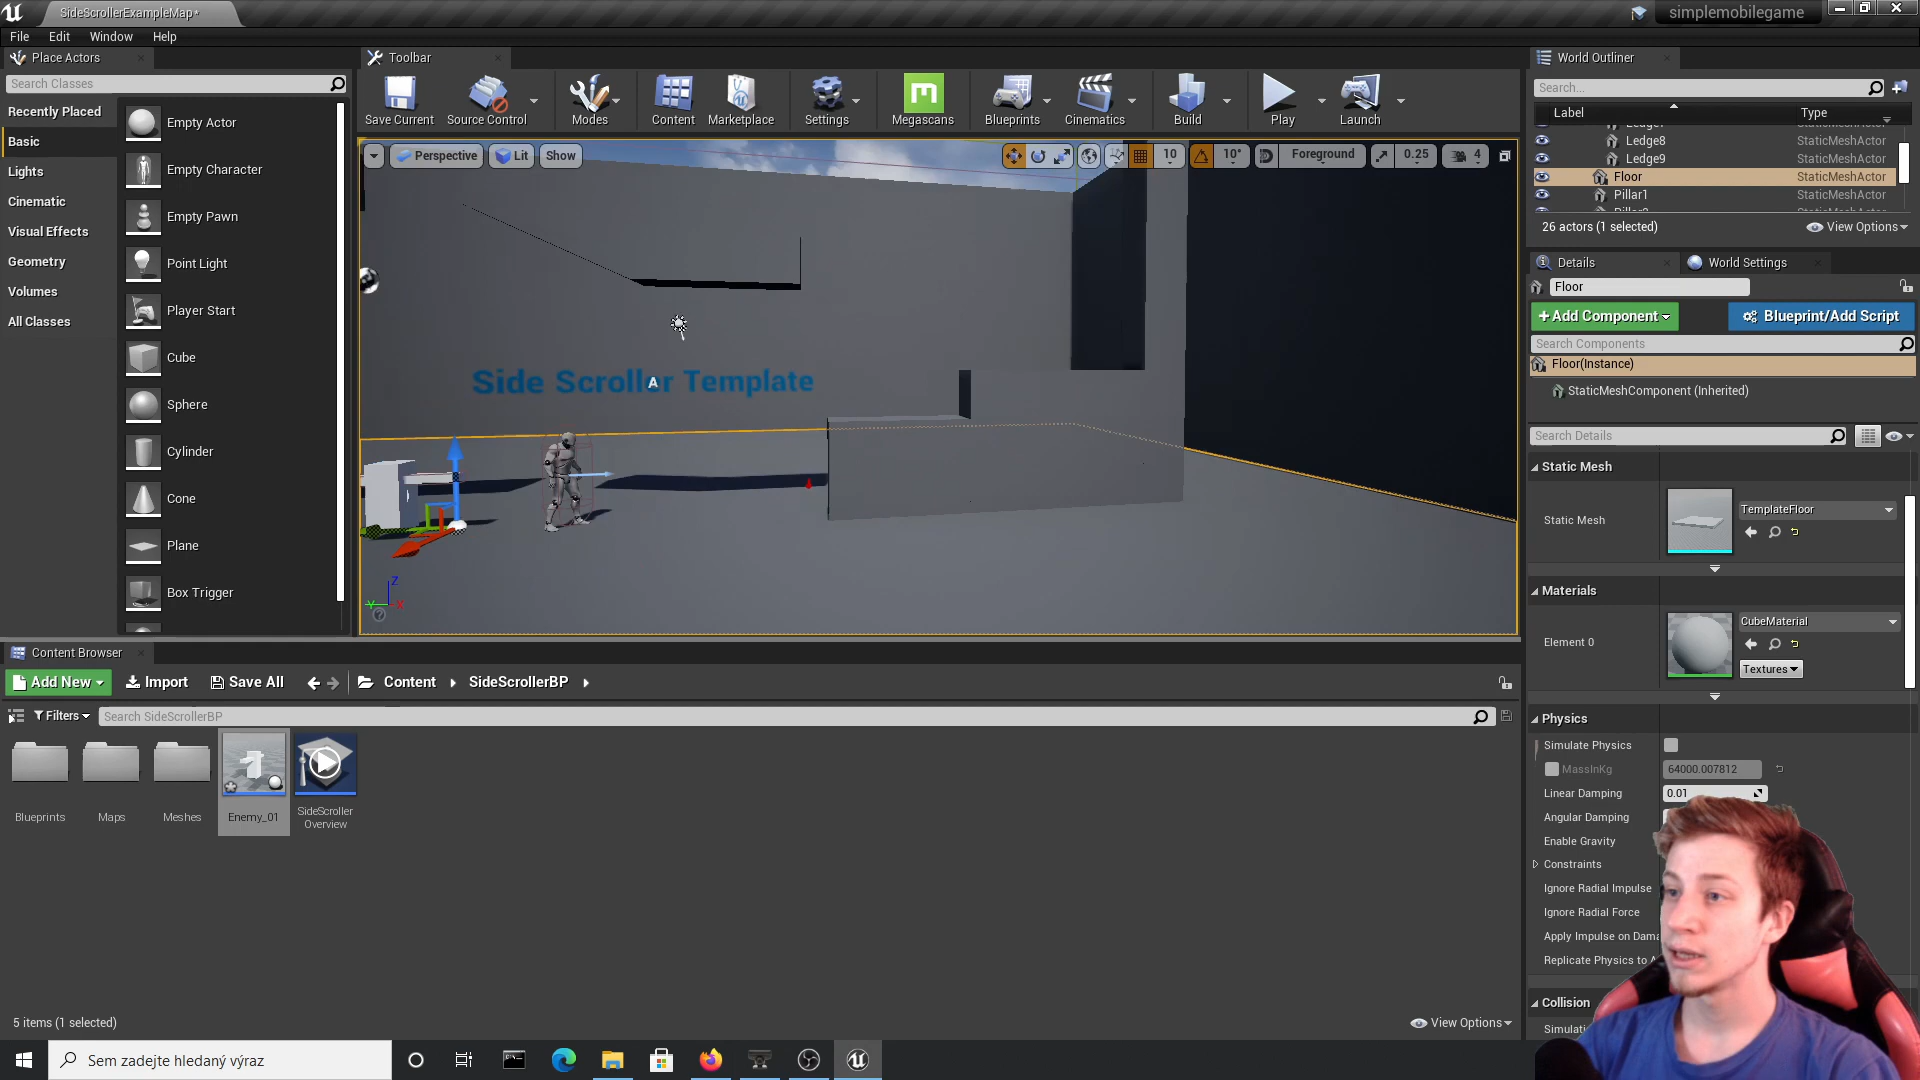 SideScrollerExampleMap*
simplemobilegame
File
Edit
Window
Help
Place Actors
Search Classes
Recently Placed
Basic
Lights
Cinematic
Visual Effects
Geometry
Volumes
All Classes
Empty Actor
Empty Character
Empty Pawn
Point Light
Player Start
Cube
Sphere
Cylinder
Cone
Plane
Box Trigger
Toolbar
Save Current
Source Control
Modes
Content
Marketplace
Settings
Megascans
Blueprints
Cinematics
Build
Play
Launch
Perspective
Lit
Show
10
10°
Foreground
0.25
4
Side Scroller Template
A
Z
Y
X
World Outliner
Search...
Label
Type
Ledge7 StaticMeshActor
Ledge8 StaticMeshActor
Ledge9 StaticMeshActor
Floor StaticMeshActor
Pillar1 StaticMeshActor
26 actors (1 selected)
View Options
Details
World Settings
Floor
+Add Component
Blueprint/Add Script
Search Components
Floor(Instance)
StaticMeshComponent (Inherited)
Search Details
Static Mesh
Static Mesh
TemplateFloor
Materials
Element 0
CubeMaterial
Textures
Physics
Simulate Physics
MassInKg
64000.007812
Linear Damping
0.01
Angular Damping
Enable Gravity
Constraints
Ignore Radial Impulse
Ignore Radial Force
Apply Impulse on Dama
Replicate Physics to A
Collision
Simulati
Content Browser
Add New
Import
Save All
Content
SideScrollerBP
Filters
Search SideScrollerBP
Blueprints
Maps
Meshes
Enemy_01
SideScroller
Overview
5 items (1 selected)
View Options
Sem zadejte hledaný výraz